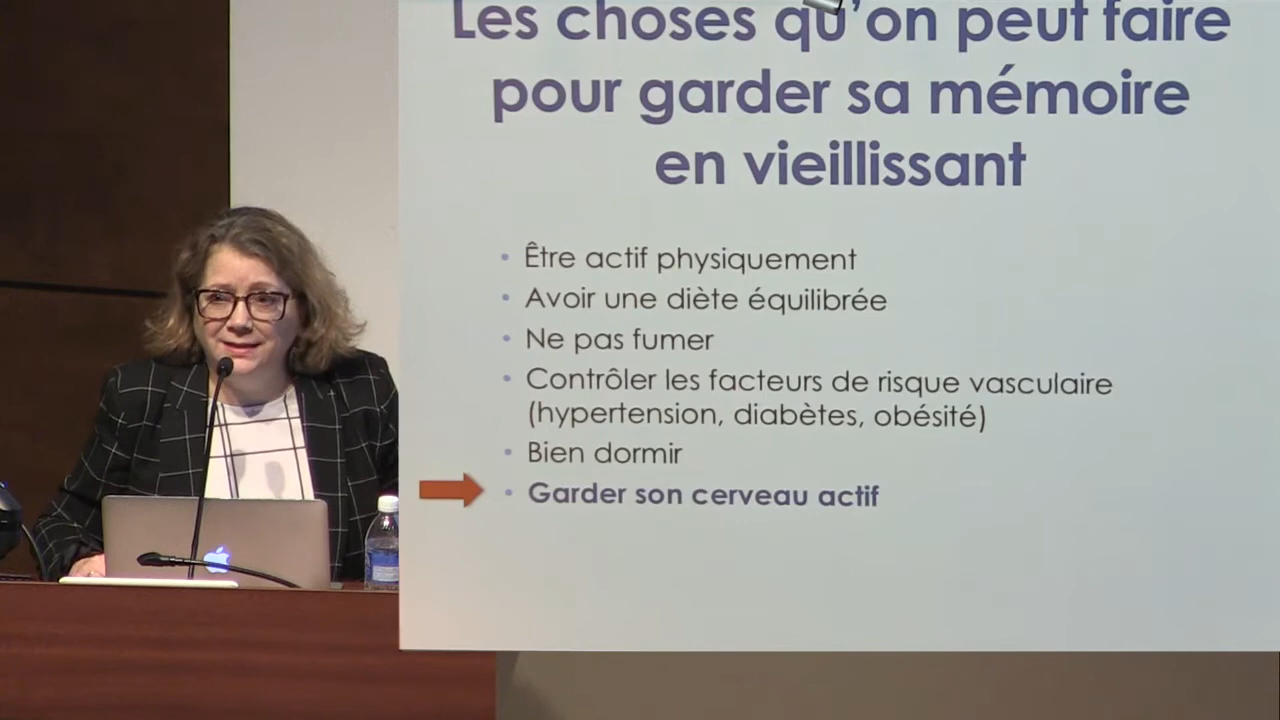 Les choses qu'on peut faire
pour garder sa mémoire
en vieillissant
• Être actif physiquement
• Avoir une diète équilibrée
• Ne pas fumer
• Contrôler les facteurs de risque vasculaire
(hypertension, diabètes, obésité)
• Bien dormir
• Garder son cerveau actif